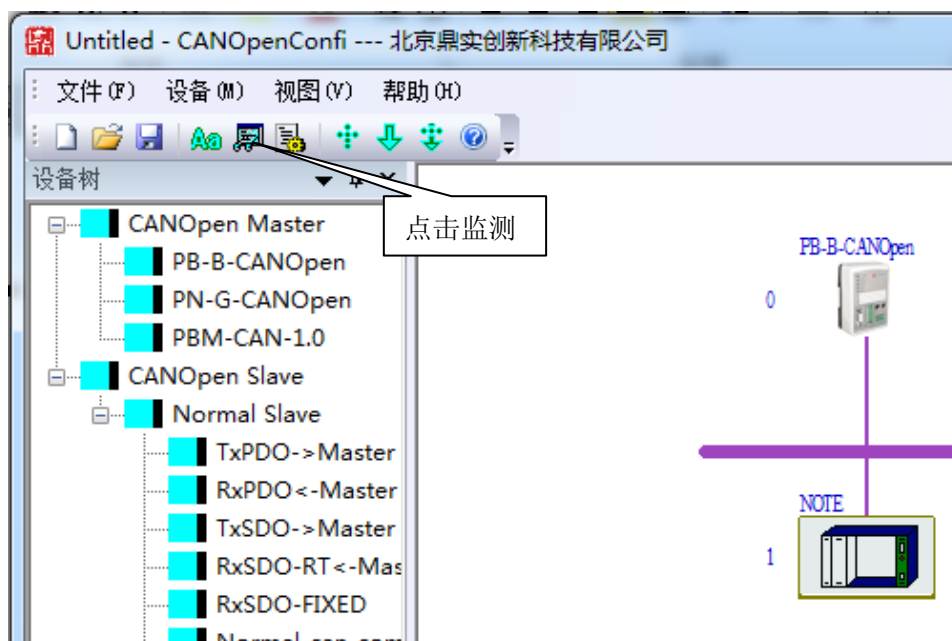 Untitled - CANOpenConfi --- 北京鼎实创新科技有限公司
文件(F) 设备(M) 视图(V) 帮助(H)
Aa
设备树
点击监测
CANOpen Master
PB-B-CANOpen
PN-G-CANOpen
PBM-CAN-1.0
CANOpen Slave
Normal Slave
TxPDO->Master
RxPDO<-Master
TxSDO->Master
RxSDO-RT<-Mas
RxSDO-FIXED
PB-B-CANOpen
0
NOTE
1